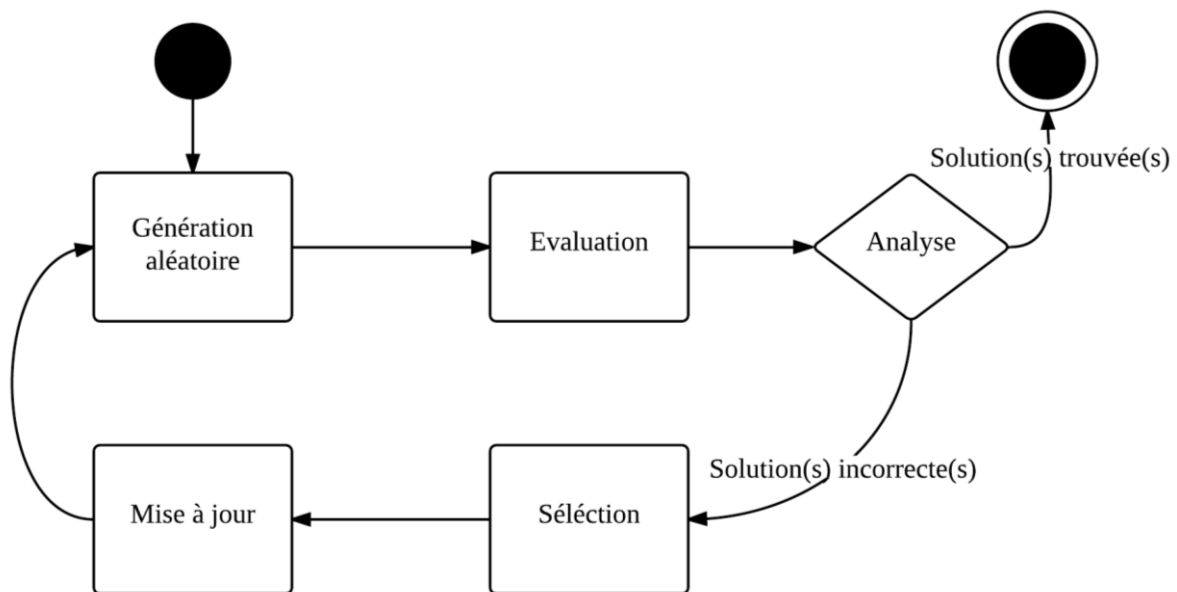 Solution(s) trouvée(s)
Génération
aléatoire
Evaluation
Analyse
Solution(s) incorrecte(s)
Mise à jour
Séléction